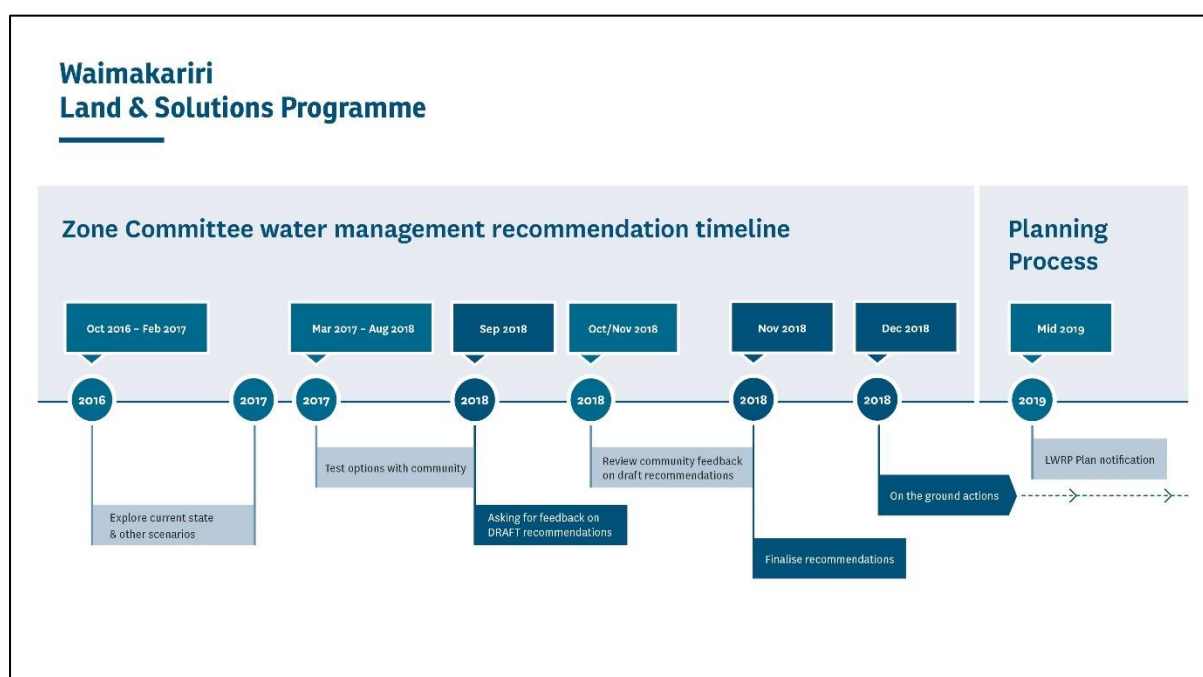 Waimakariri
Land & Solutions Programme
Zone Committee water management recommendation timeline
Planning
Process
Oct 2016 – Feb 2017
Mar 2017 – Aug 2018
Sep 2018
Oct/Nov 2018
Nov 2018
Dec 2018
Mid 2019
2016
2017
2017
2018
2018
2018
2018
2019
Explore current state
& other scenarios
Test options with community
Asking for feedback on
DRAFT recommendations
Review community feedback
on draft recommendations
Finalise recommendations
On the ground actions
LWRP Plan notification